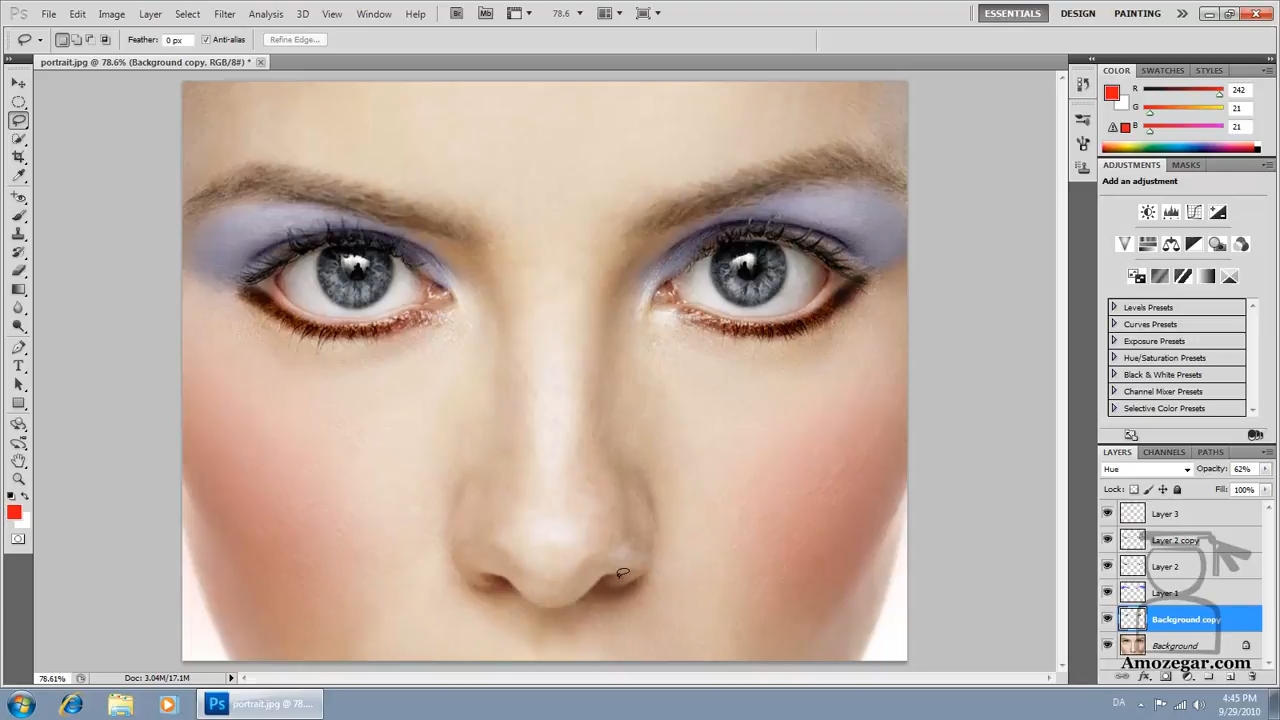 Ps File Edit Image Layer Select Filter Analysis 3D View Window Help Br Mb 78.6 ESSENTIALS DESIGN PAINTING
Feather: 0 px Anti-alias Refine Edge...
portrait.jpg @ 78.6% (Background copy, RGB/8#) *
COLOR SWATCHES STYLES
R 242
G 21
B 21
ADJUSTMENTS MASKS
Add an adjustment
Levels Presets
Curves Presets
Exposure Presets
Hue/Saturation Presets
Black & White Presets
Channel Mixer Presets
Selective Color Presets
LAYERS CHANNELS PATHS
Hue Opacity: 62%
Lock: Fill: 100%
Layer 3
Layer 2 copy
Layer 2
Layer 1
Background copy
Background
Amozegar.com
78.61% Doc: 3.04M/17.1M
Ps portrait.jpg @ 78.... DA 4:45 PM
9/29/2010